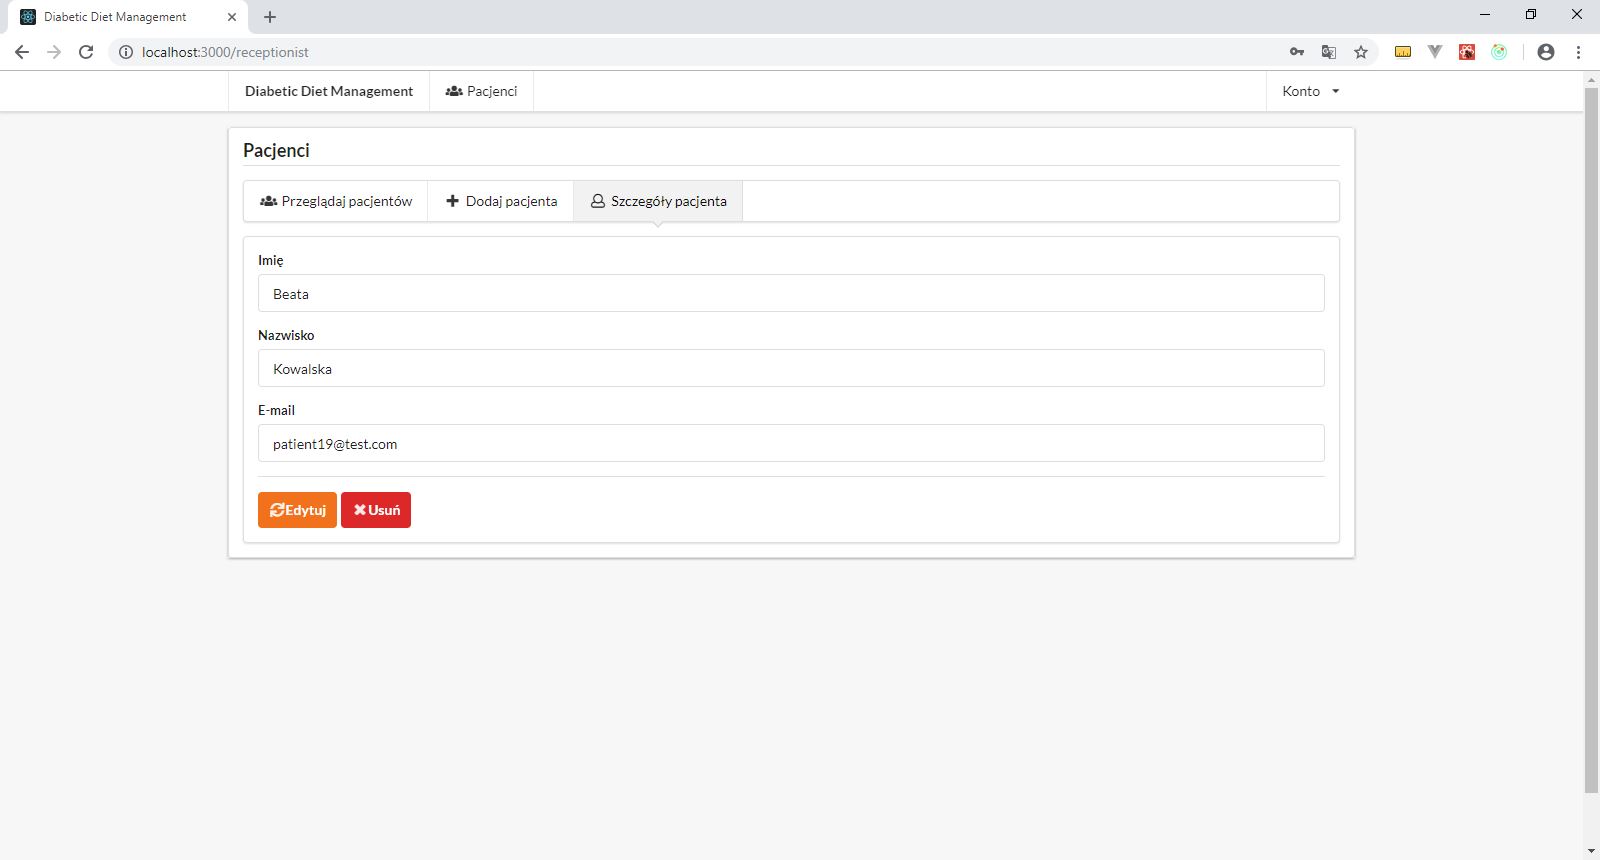 Diabetic Diet Management
localhost:3000/receptionist
Diabetic Diet Management Pacjenci Konto
Pacjenci
Przeglądaj pacjentów Dodaj pacjenta Szczegóły pacjenta
Imię
Beata
Nazwisko
Kowalska
E-mail
patient19@test.com
Edytuj Usuń